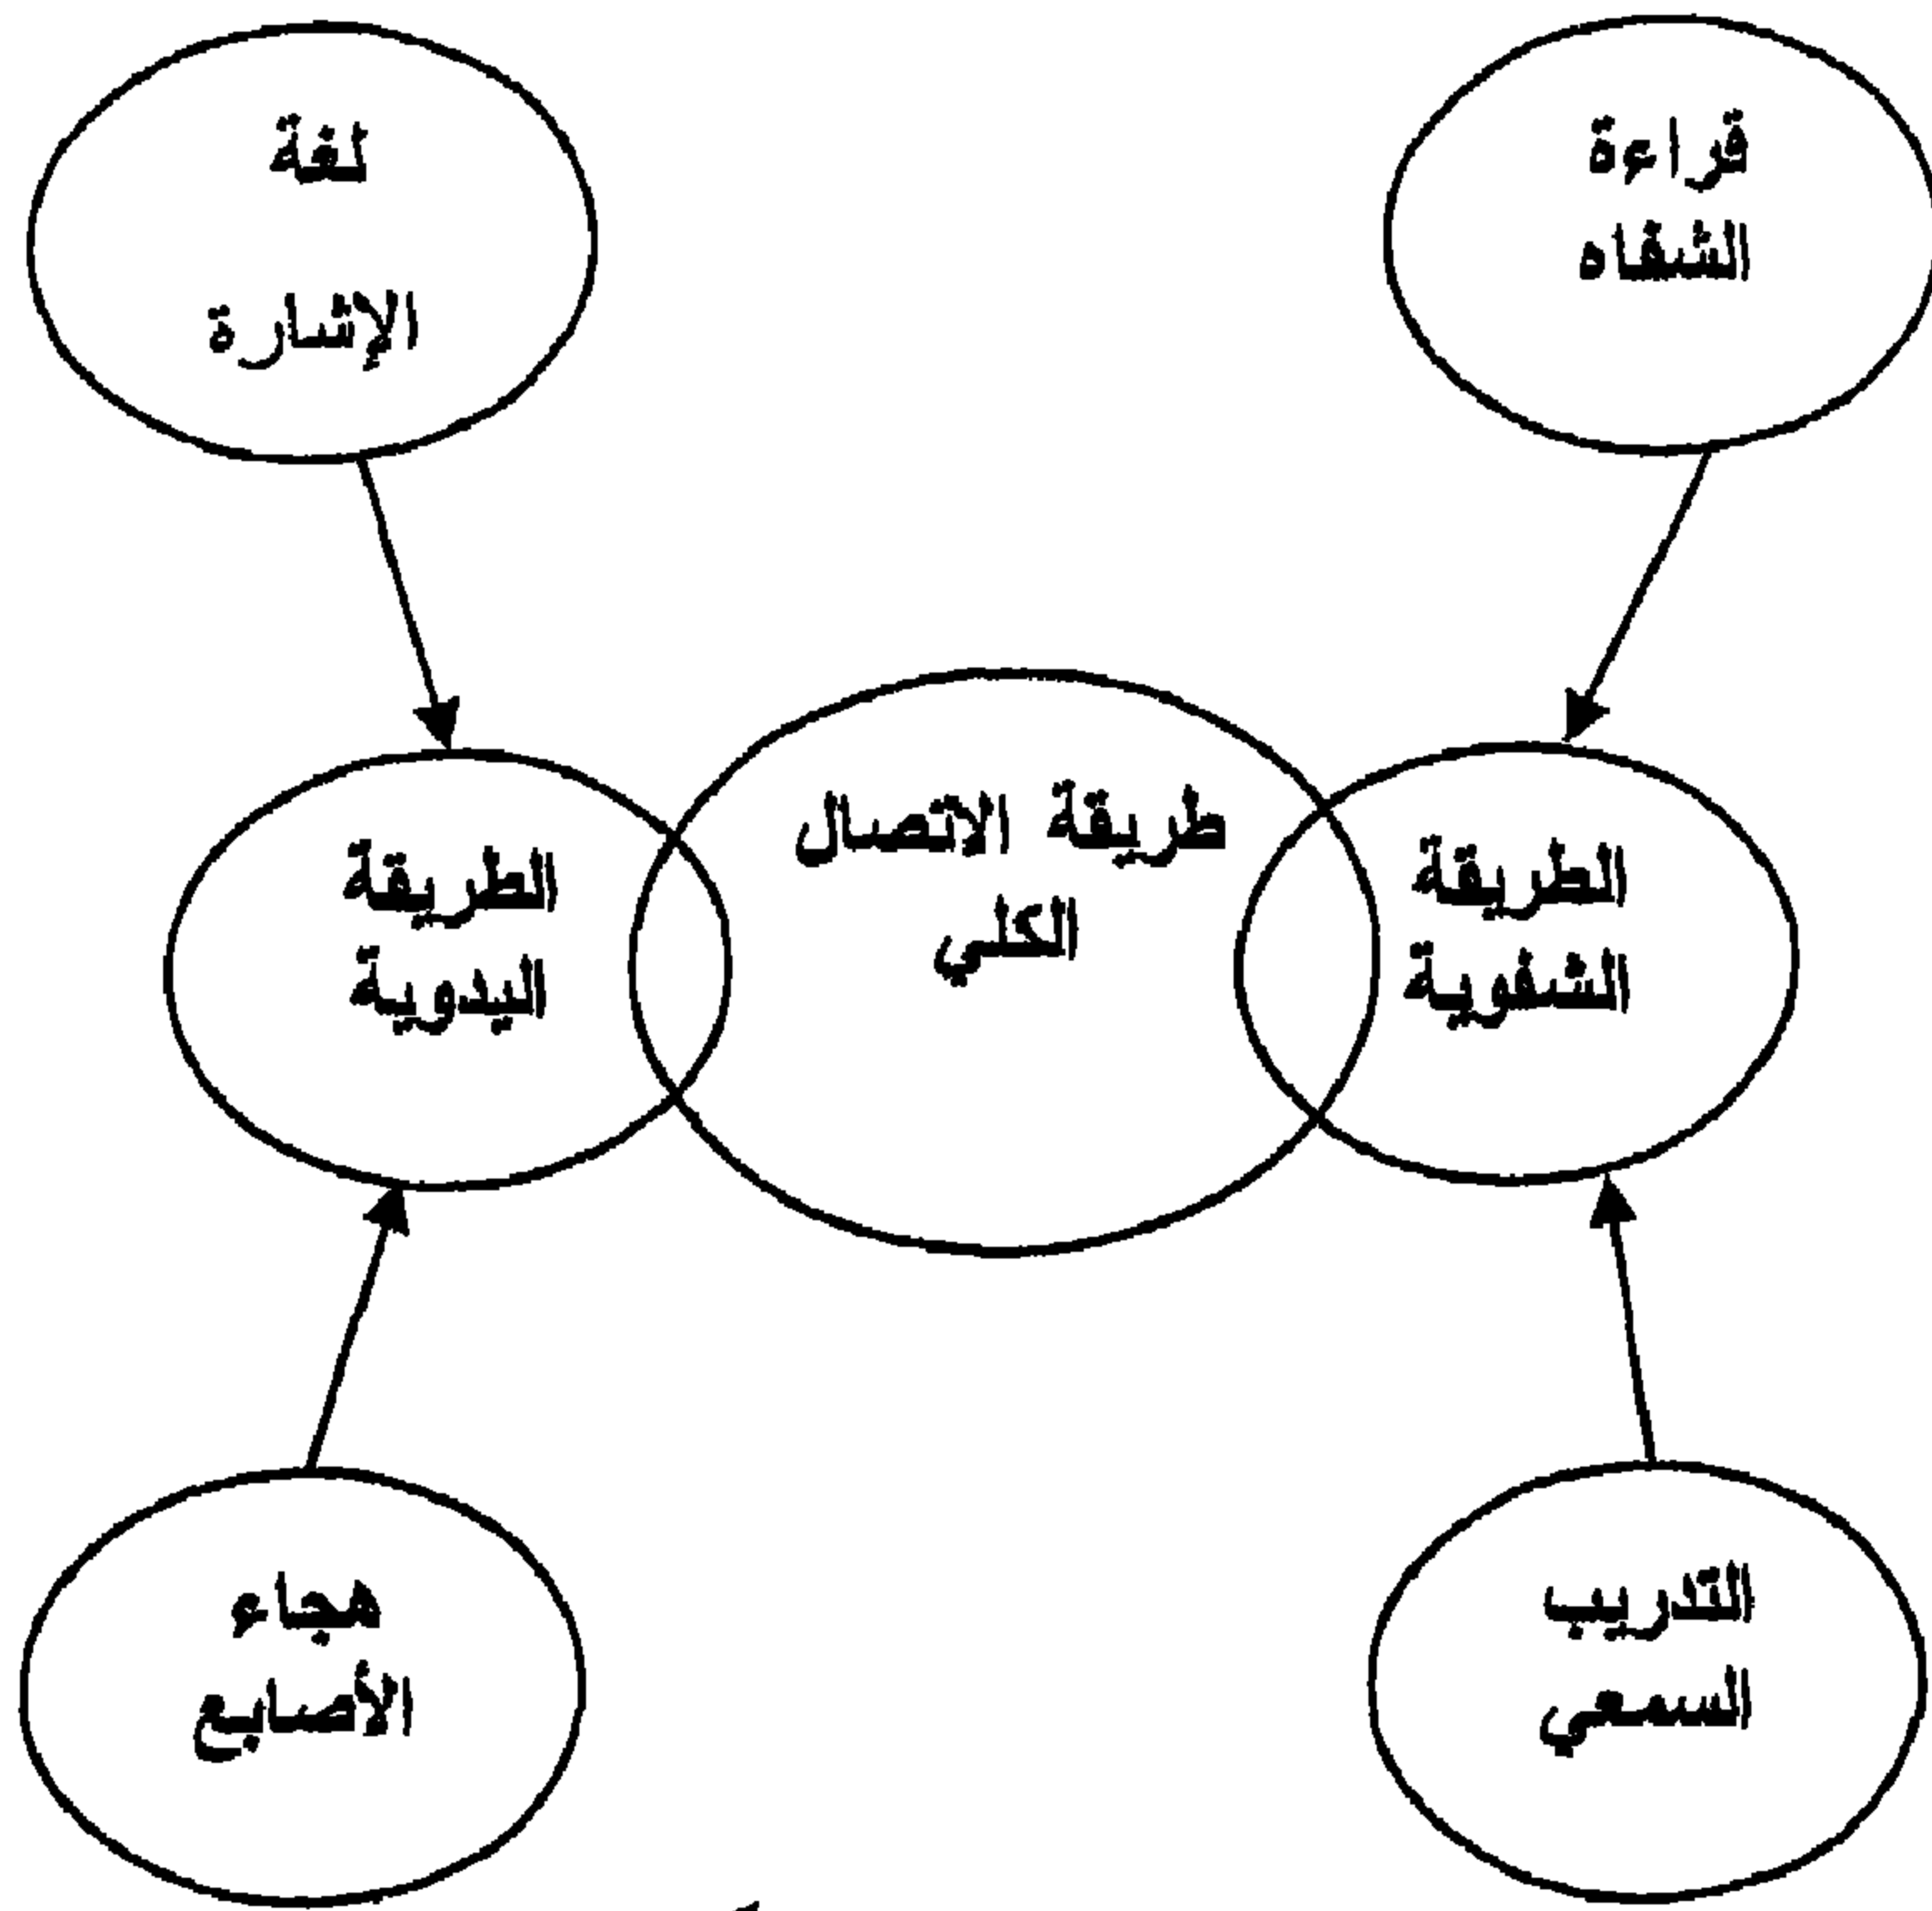 قراءة
الشفاه
لغة
الإشارة
طريقة الاتصال
الكلي
الطريقة
الشفوية
الطريقة
اليدوية
التدريب
السمعي
هجاء
الأصابع